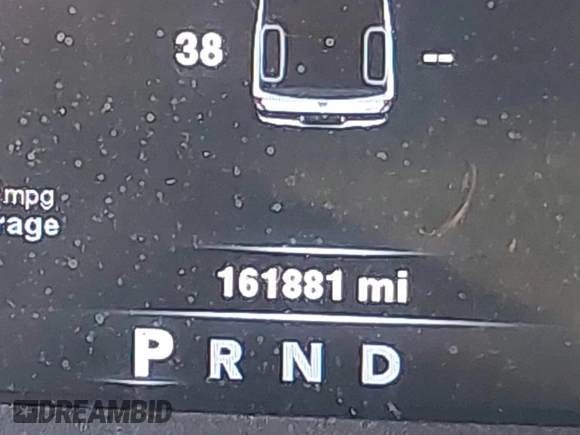 38 --
mpg
rage
161881 mi
P R N D
DREAMBID